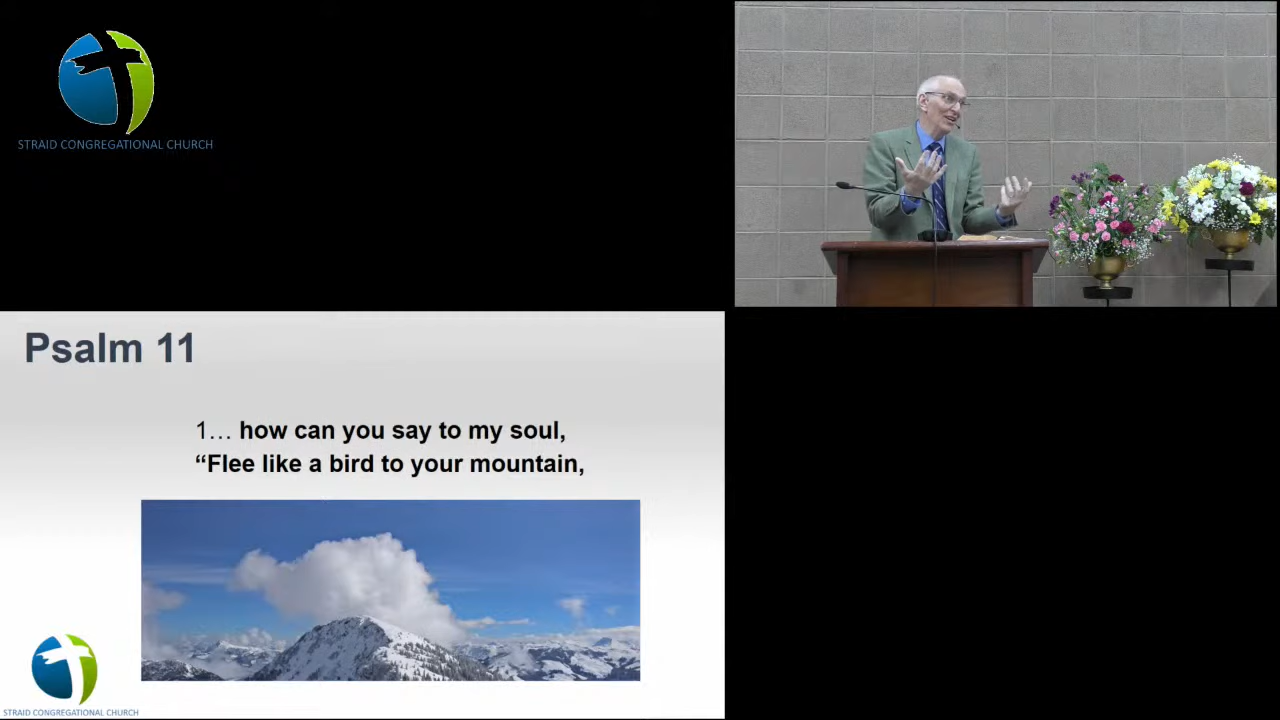 STRAID CONGREGATIONAL CHURCH
Psalm 11
1… how can you say to my soul,
“Flee like a bird to your mountain,
STRAID CONGREGATIONAL CHURCH